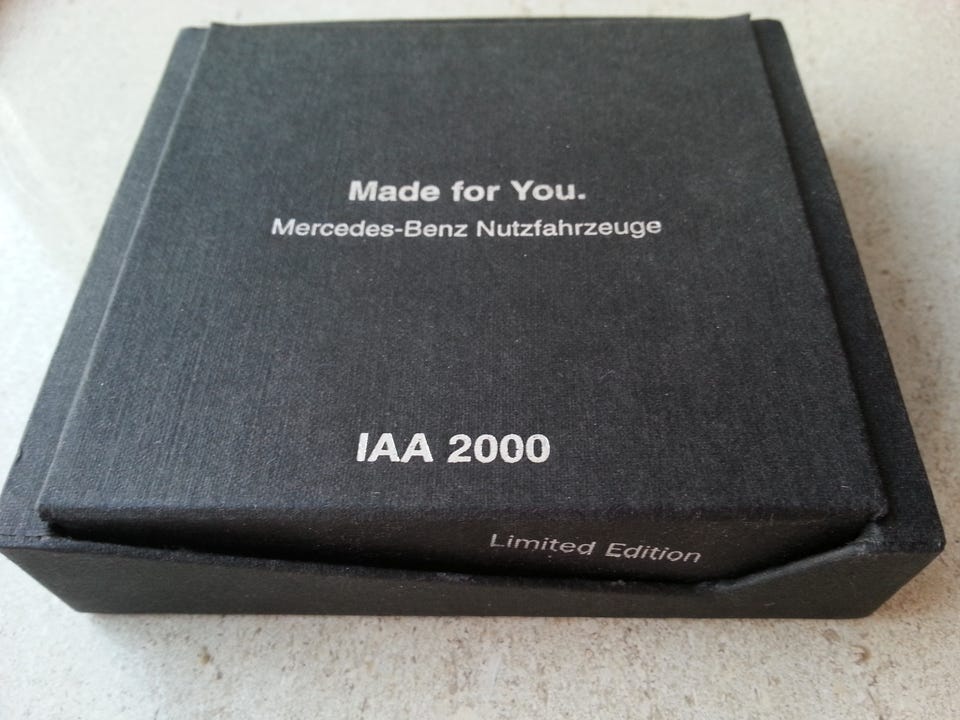 Made for You.
Mercedes-Benz Nutzfahrzeuge
IAA 2000
Limited Edition